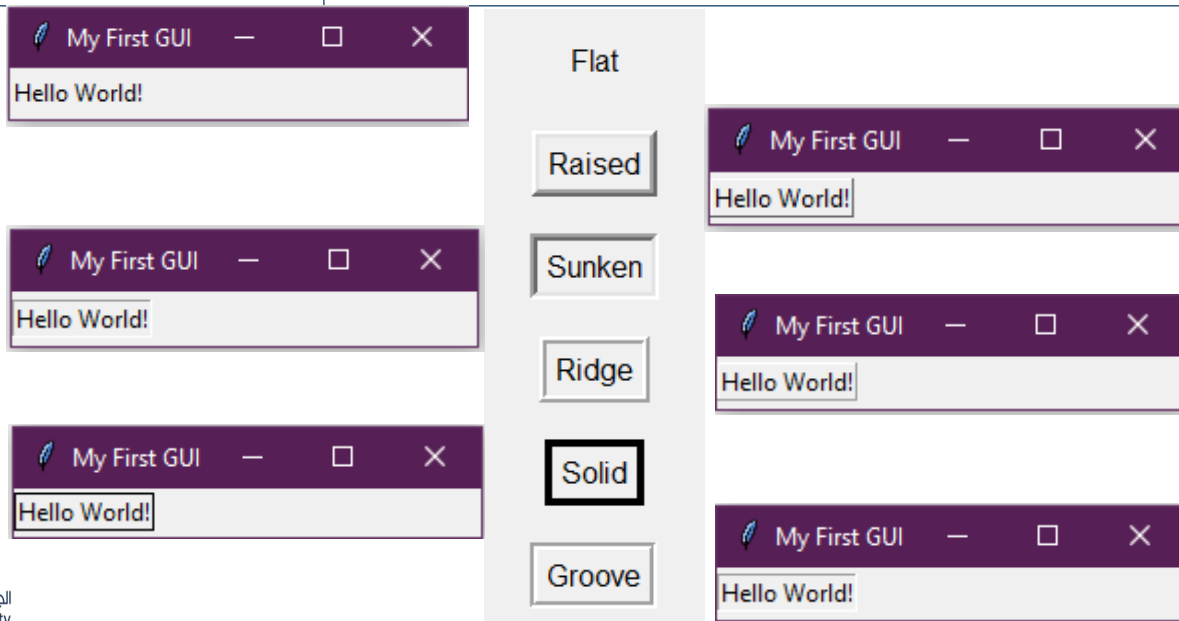 My First GUI
Hello World!
Flat
Raised
My First GUI
Hello World!
My First GUI
Hello World!
Sunken
My First GUI
Hello World!
Ridge
My First GUI
Hello World!
Solid
Groove
My First GUI
Hello World!